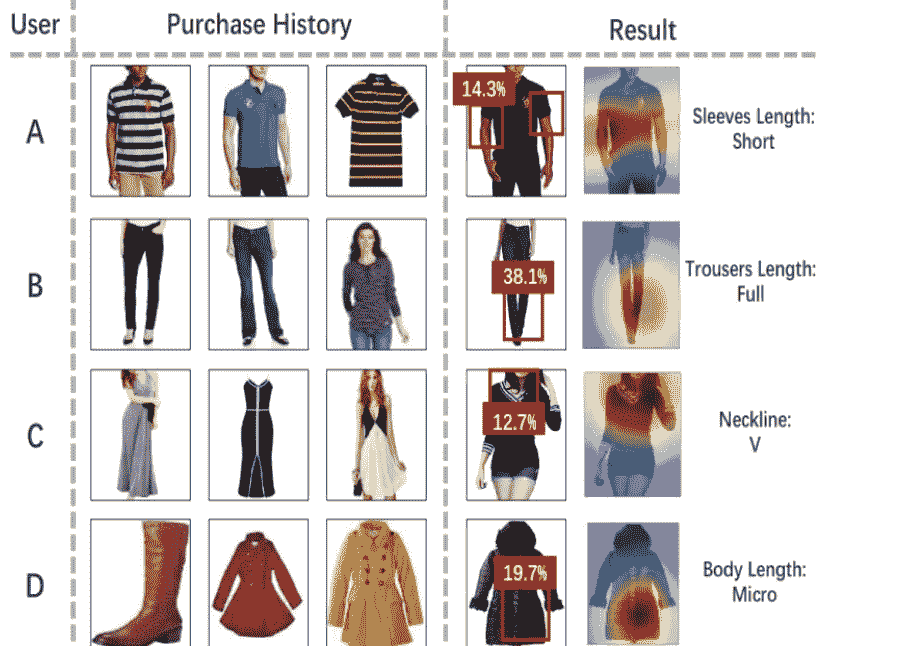 User Purchase History Result
A
14.3%
Sleeves Length:
Short
B
38.1%
Trousers Length:
Full
C
12.7%
Neckline:
V
D
19.7%
Body Length:
Micro